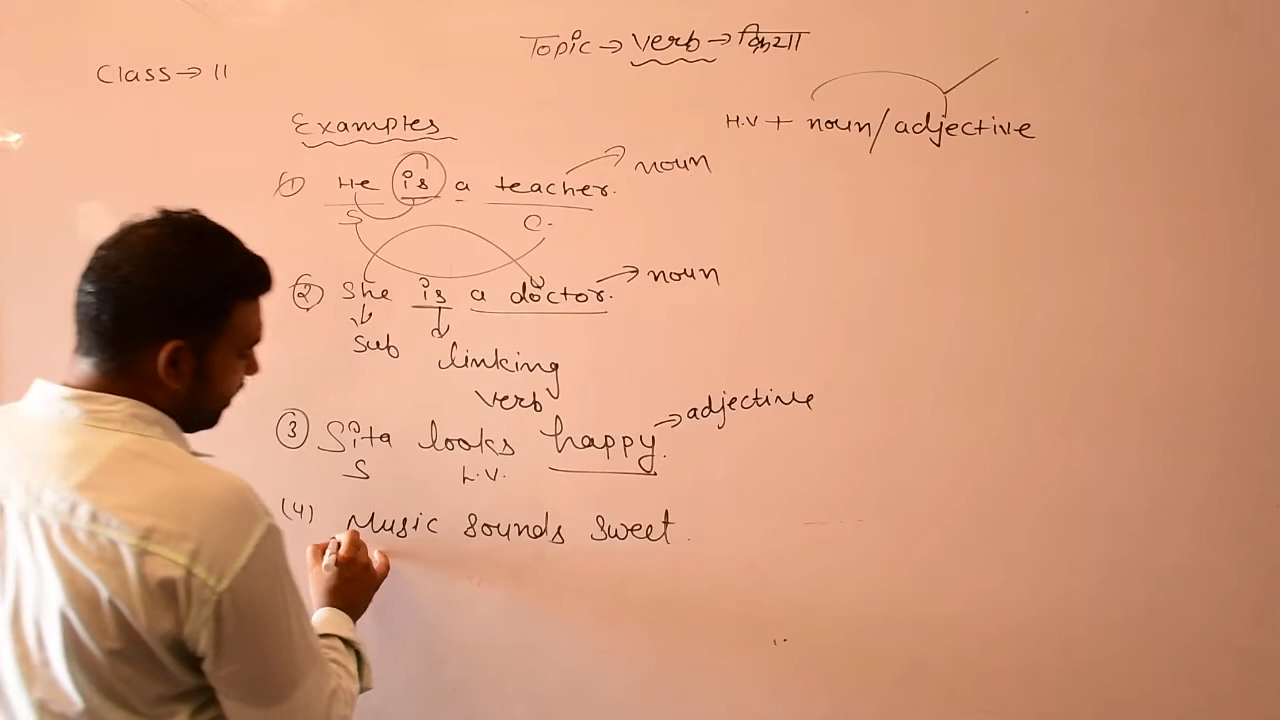 Topic → verb → क्रिया
Class → 11
H.V + noun/adjective
Examples
① He is a teacher. → noun
S C.
② She is a doctor. → noun
sub linking
verb
③ Sita looks happy. → adjective
S L.V.
(4) Music sounds sweet.